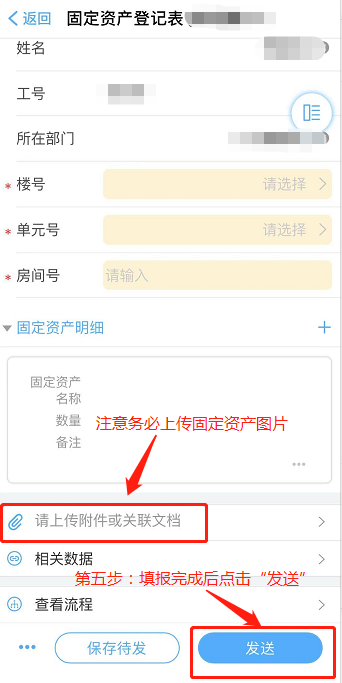 返回 固定资产登记表(
姓名
工号
所在部门
* 楼号 请选择
* 单元号 请选择
* 房间号 请输入
固定资产明细
固定资产
名称
数量
备注
注意务必上传固定资产图片
请上传附件或关联文档
相关数据
第五步：填报完成后点击“发送”
查看流程
保存待发 发送